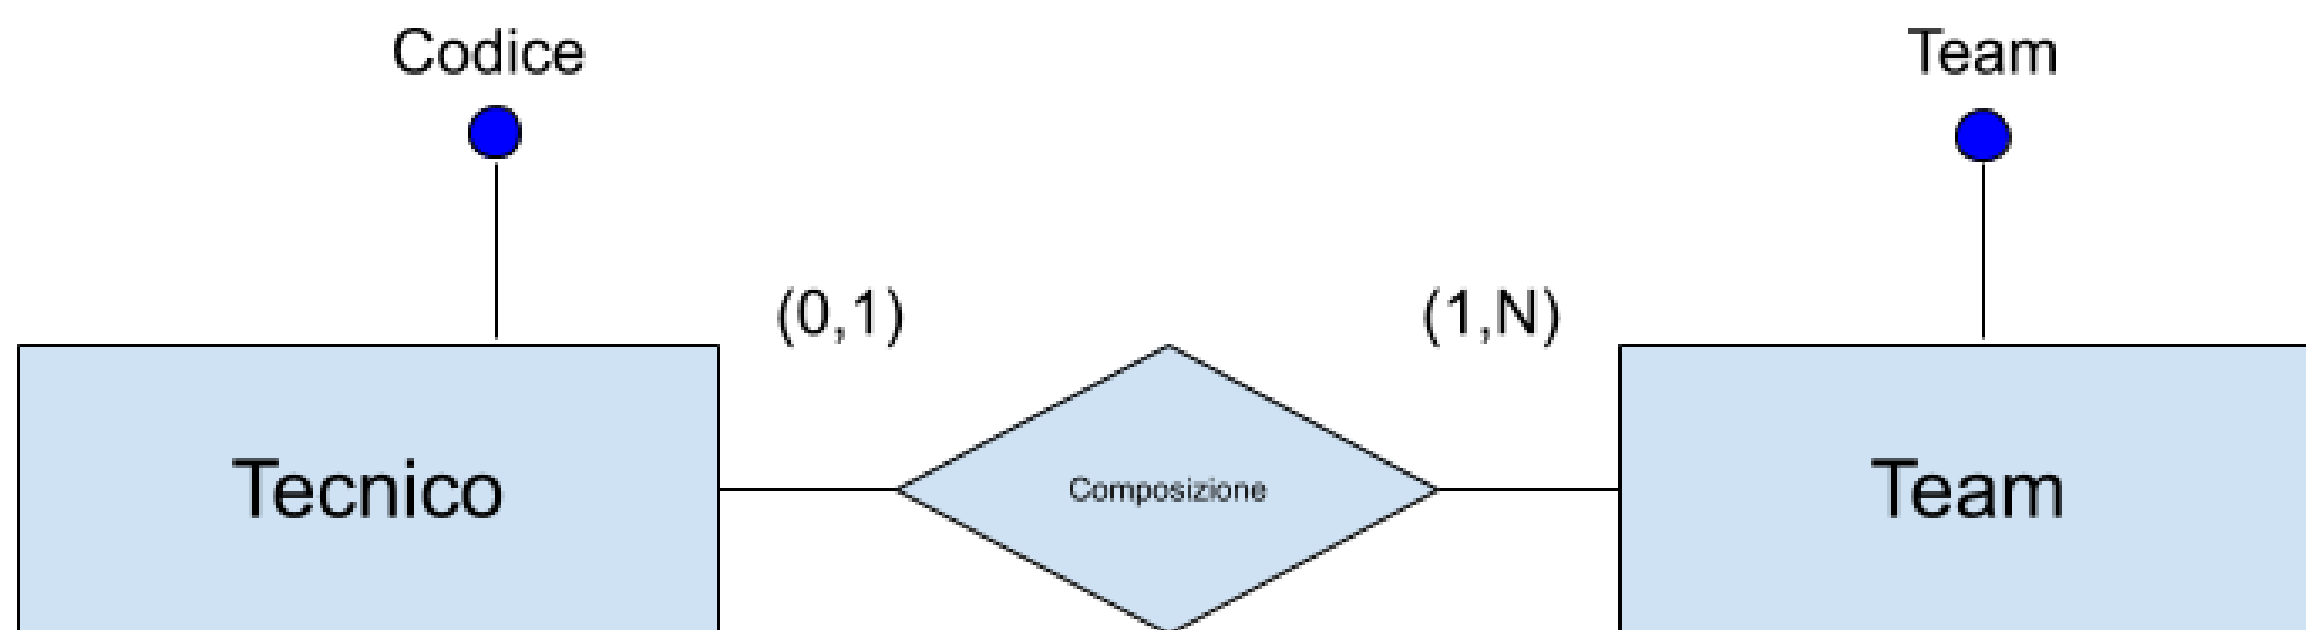 Codice
Team
(0,1)
(1,N)
Tecnico
Composizione
Team